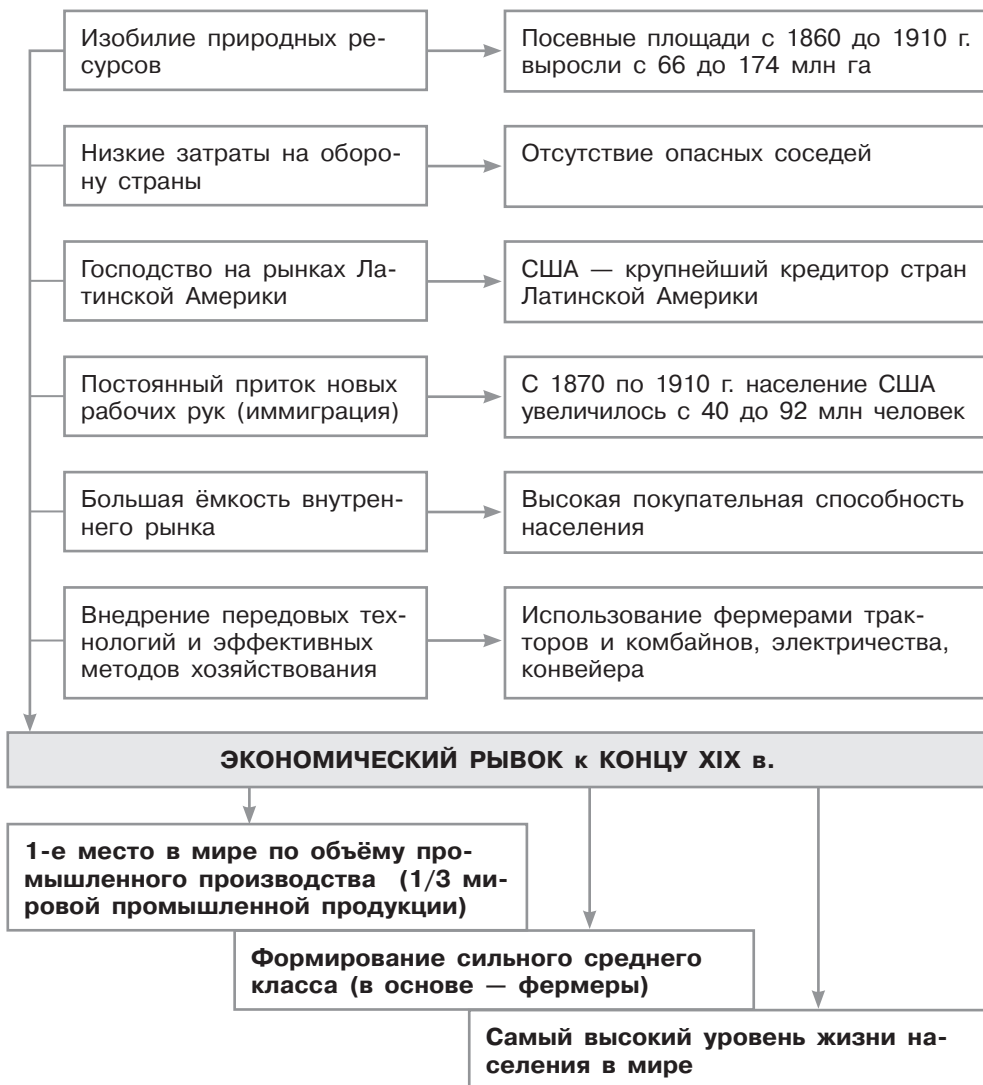 Изобилие природных ре-
сурсов
Посевные площади с 1860 до 1910 г.
выросли с 66 до 174 млн га
Низкие затраты на оборо-
ну страны
Отсутствие опасных соседей
Господство на рынках Ла-
тинской Америки
США — крупнейший кредитор стран
Латинской Америки
Постоянный приток новых
рабочих рук (иммиграция)
С 1870 по 1910 г. население США
увеличилось с 40 до 92 млн человек
Большая ёмкость внутрен-
него рынка
Высокая покупательная способность
населения
Внедрение передовых тех-
нологий и эффективных
методов хозяйствования
Использование фермерами трак-
торов и комбайнов, электричества,
конвейера
ЭКОНОМИЧЕСКИЙ РЫВОК к КОНЦУ XIX в.
1-е место в мире по объёму про-
мышленного производства (1/3 ми-
ровой промышленной продукции)
Формирование сильного среднего
класса (в основе — фермеры)
Самый высокий уровень жизни на-
селения в мире